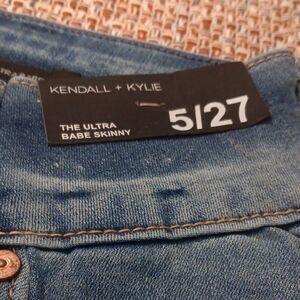 KENDALL + KYLIE
THE ULTRA
BABE SKINNY
5/27